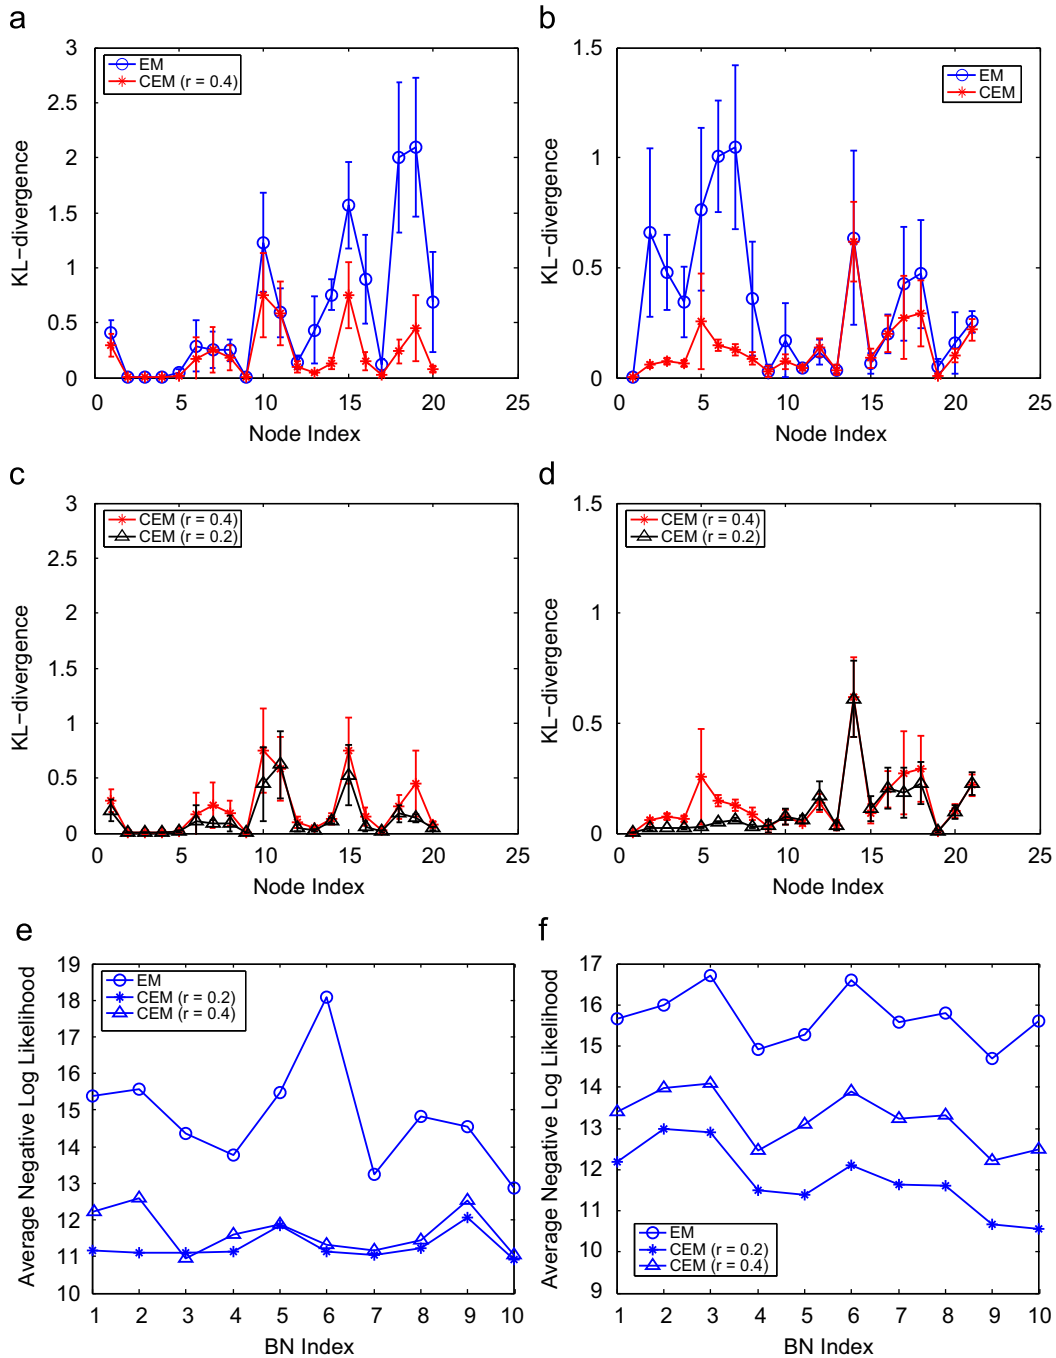 a
3
2.5
2
1.5
1
0.5
0
KL-divergence
EM
CEM (r = 0.4)
0 5 10 15 20 25
Node Index
b
1.5
1
0.5
0
KL-divergence
EM
CEM
0 5 10 15 20 25
Node Index
c
3
2.5
2
1.5
1
0.5
0
KL-divergence
CEM (r = 0.4)
CEM (r = 0.2)
0 5 10 15 20 25
Node Index
d
1.5
1
0.5
0
KL-divergence
CEM (r = 0.4)
CEM (r = 0.2)
0 5 10 15 20 25
Node Index
e
19
18
17
16
15
14
13
12
11
10
Average Negative Log Likelihood
EM
CEM (r = 0.2)
CEM (r = 0.4)
1 2 3 4 5 6 7 8 9 10
BN Index
f
17
16
15
14
13
12
11
10
9
Average Negative Log Likelihood
EM
CEM (r = 0.2)
CEM (r = 0.4)
1 2 3 4 5 6 7 8 9 10
BN Index